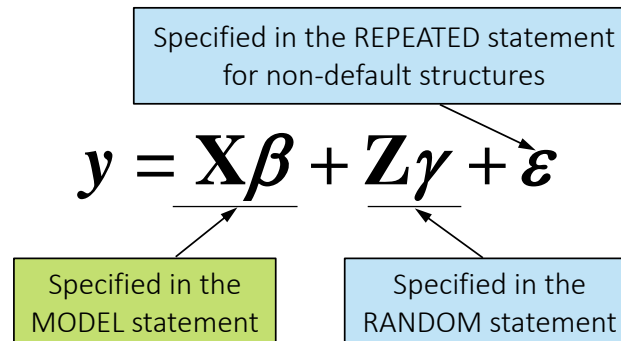 Specified in the REPEATED statement
for non-default structures
y = Xβ + Zγ + ε
Specified in the
MODEL statement
Specified in the
RANDOM statement